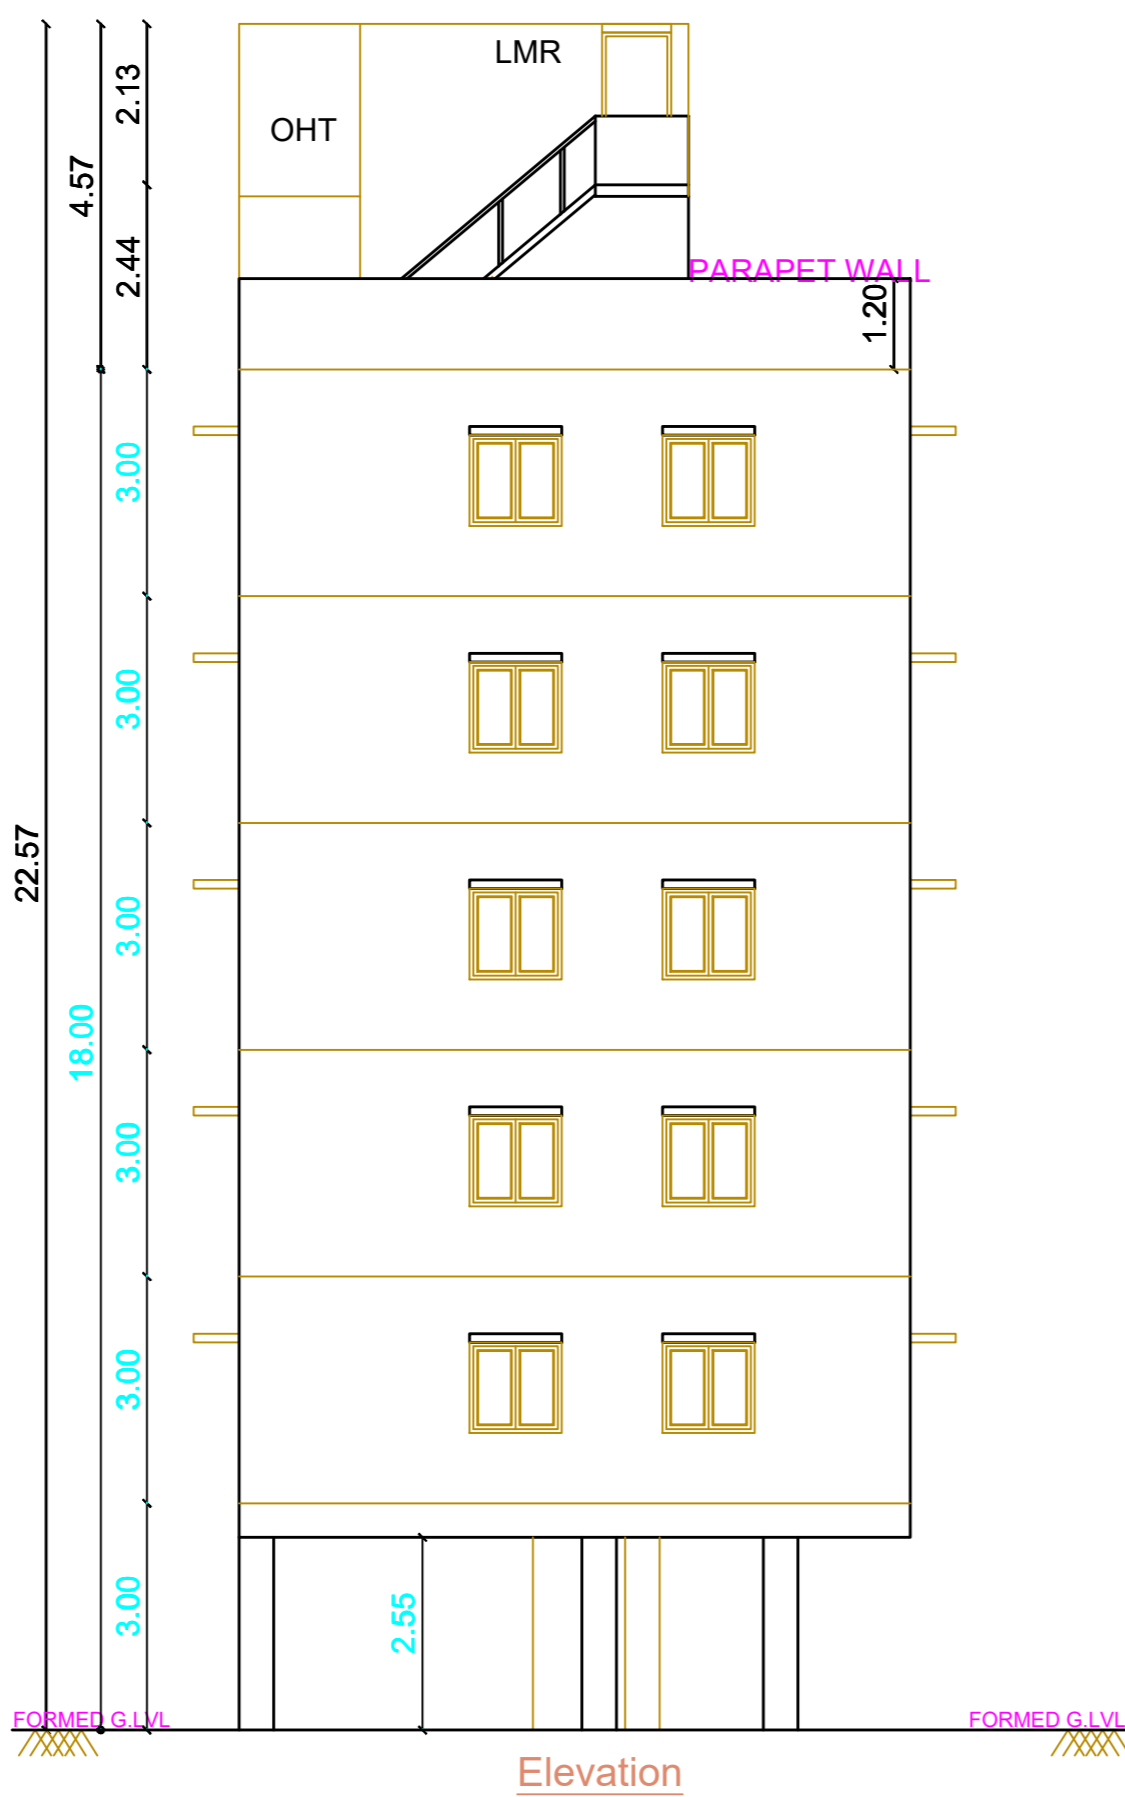 LMR
2.13
OHT
4.57
2.44
PARAPET WALL
1.20
3.00
3.00
22.57
3.00
18.00
3.00
3.00
3.00
2.55
FORMED G.LVL
FORMED G.LVL
Elevation